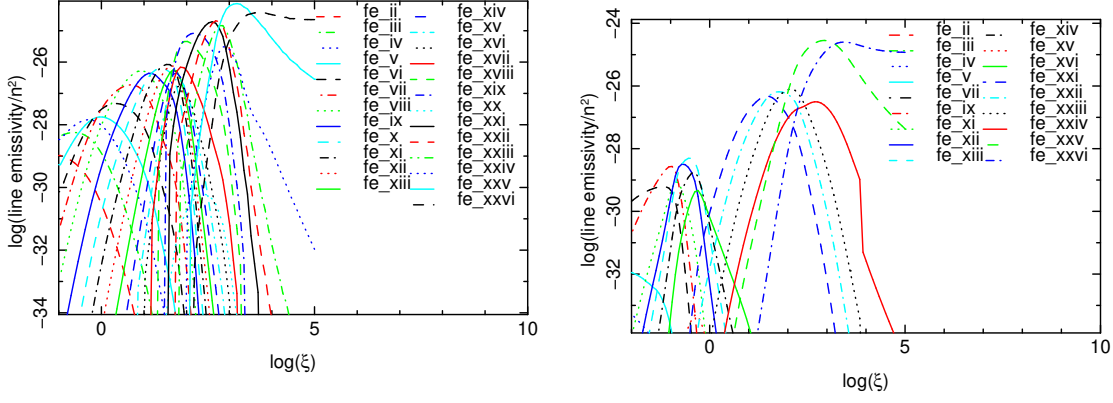 log(line emissivity/n²)
−26
−28
−30
−32
−34
0
5
10
log(ξ)
fe_ii
fe_iii
fe_iv
fe_v
fe_vi
fe_vii
fe_viii
fe_ix
fe_x
fe_xi
fe_xii
fe_xiii
fe_xiv
fe_xv
fe_xvi
fe_xvii
fe_xviii
fe_xix
fe_xx
fe_xxi
fe_xxii
fe_xxiii
fe_xxiv
fe_xxv
fe_xxvi
log(line emissivity/n²)
−24
−26
−28
−30
−32
0
5
10
log(ξ)
fe_ii
fe_iii
fe_iv
fe_v
fe_vii
fe_ix
fe_xi
fe_xii
fe_xiii
fe_xiv
fe_xv
fe_xvi
fe_xxi
fe_xxii
fe_xxiii
fe_xxiv
fe_xxv
fe_xxvi